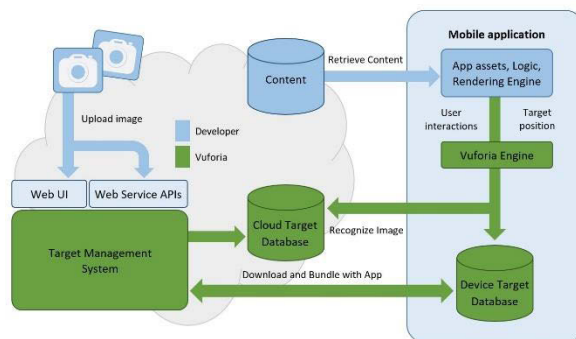 Mobile application
Retrieve Content
Content
App assets, Logic,
Rendering Engine
Upload image
User
interactions
Target
position
Developer
Vuforia
Vuforia Engine
Web UI
Web Service APIs
Cloud Target
Database
Recognize Image
Target Management
System
Download and Bundle with App
Device Target
Database